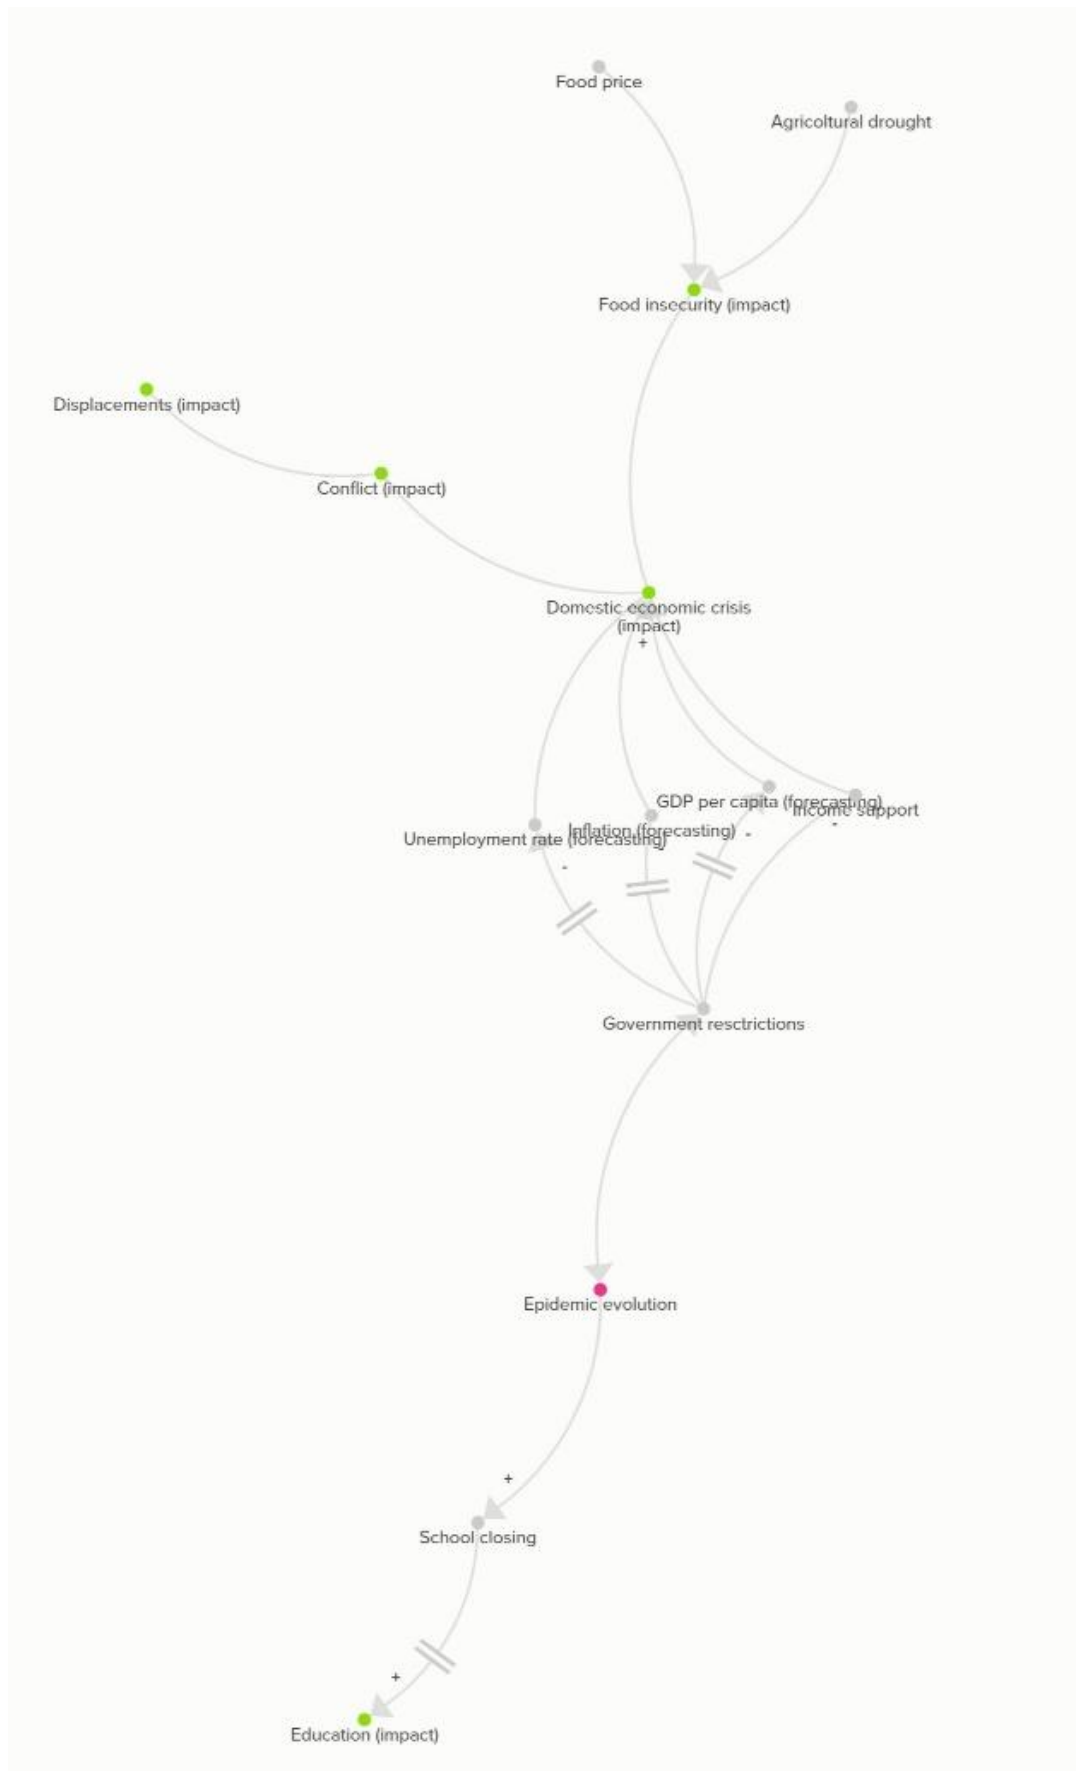 Food price
Agricoltural drought
Food insecurity (impact)
Displacements (impact)
Conflict (impact)
Domestic economic crisis
(impact)
+
GDP per capita (forecasting)
Income support
-
Inflation (forecasting)
-
Unemployment rate (forecasting)
-
-
Government resctrictions
Epidemic evolution
+
School closing
+
Education (impact)